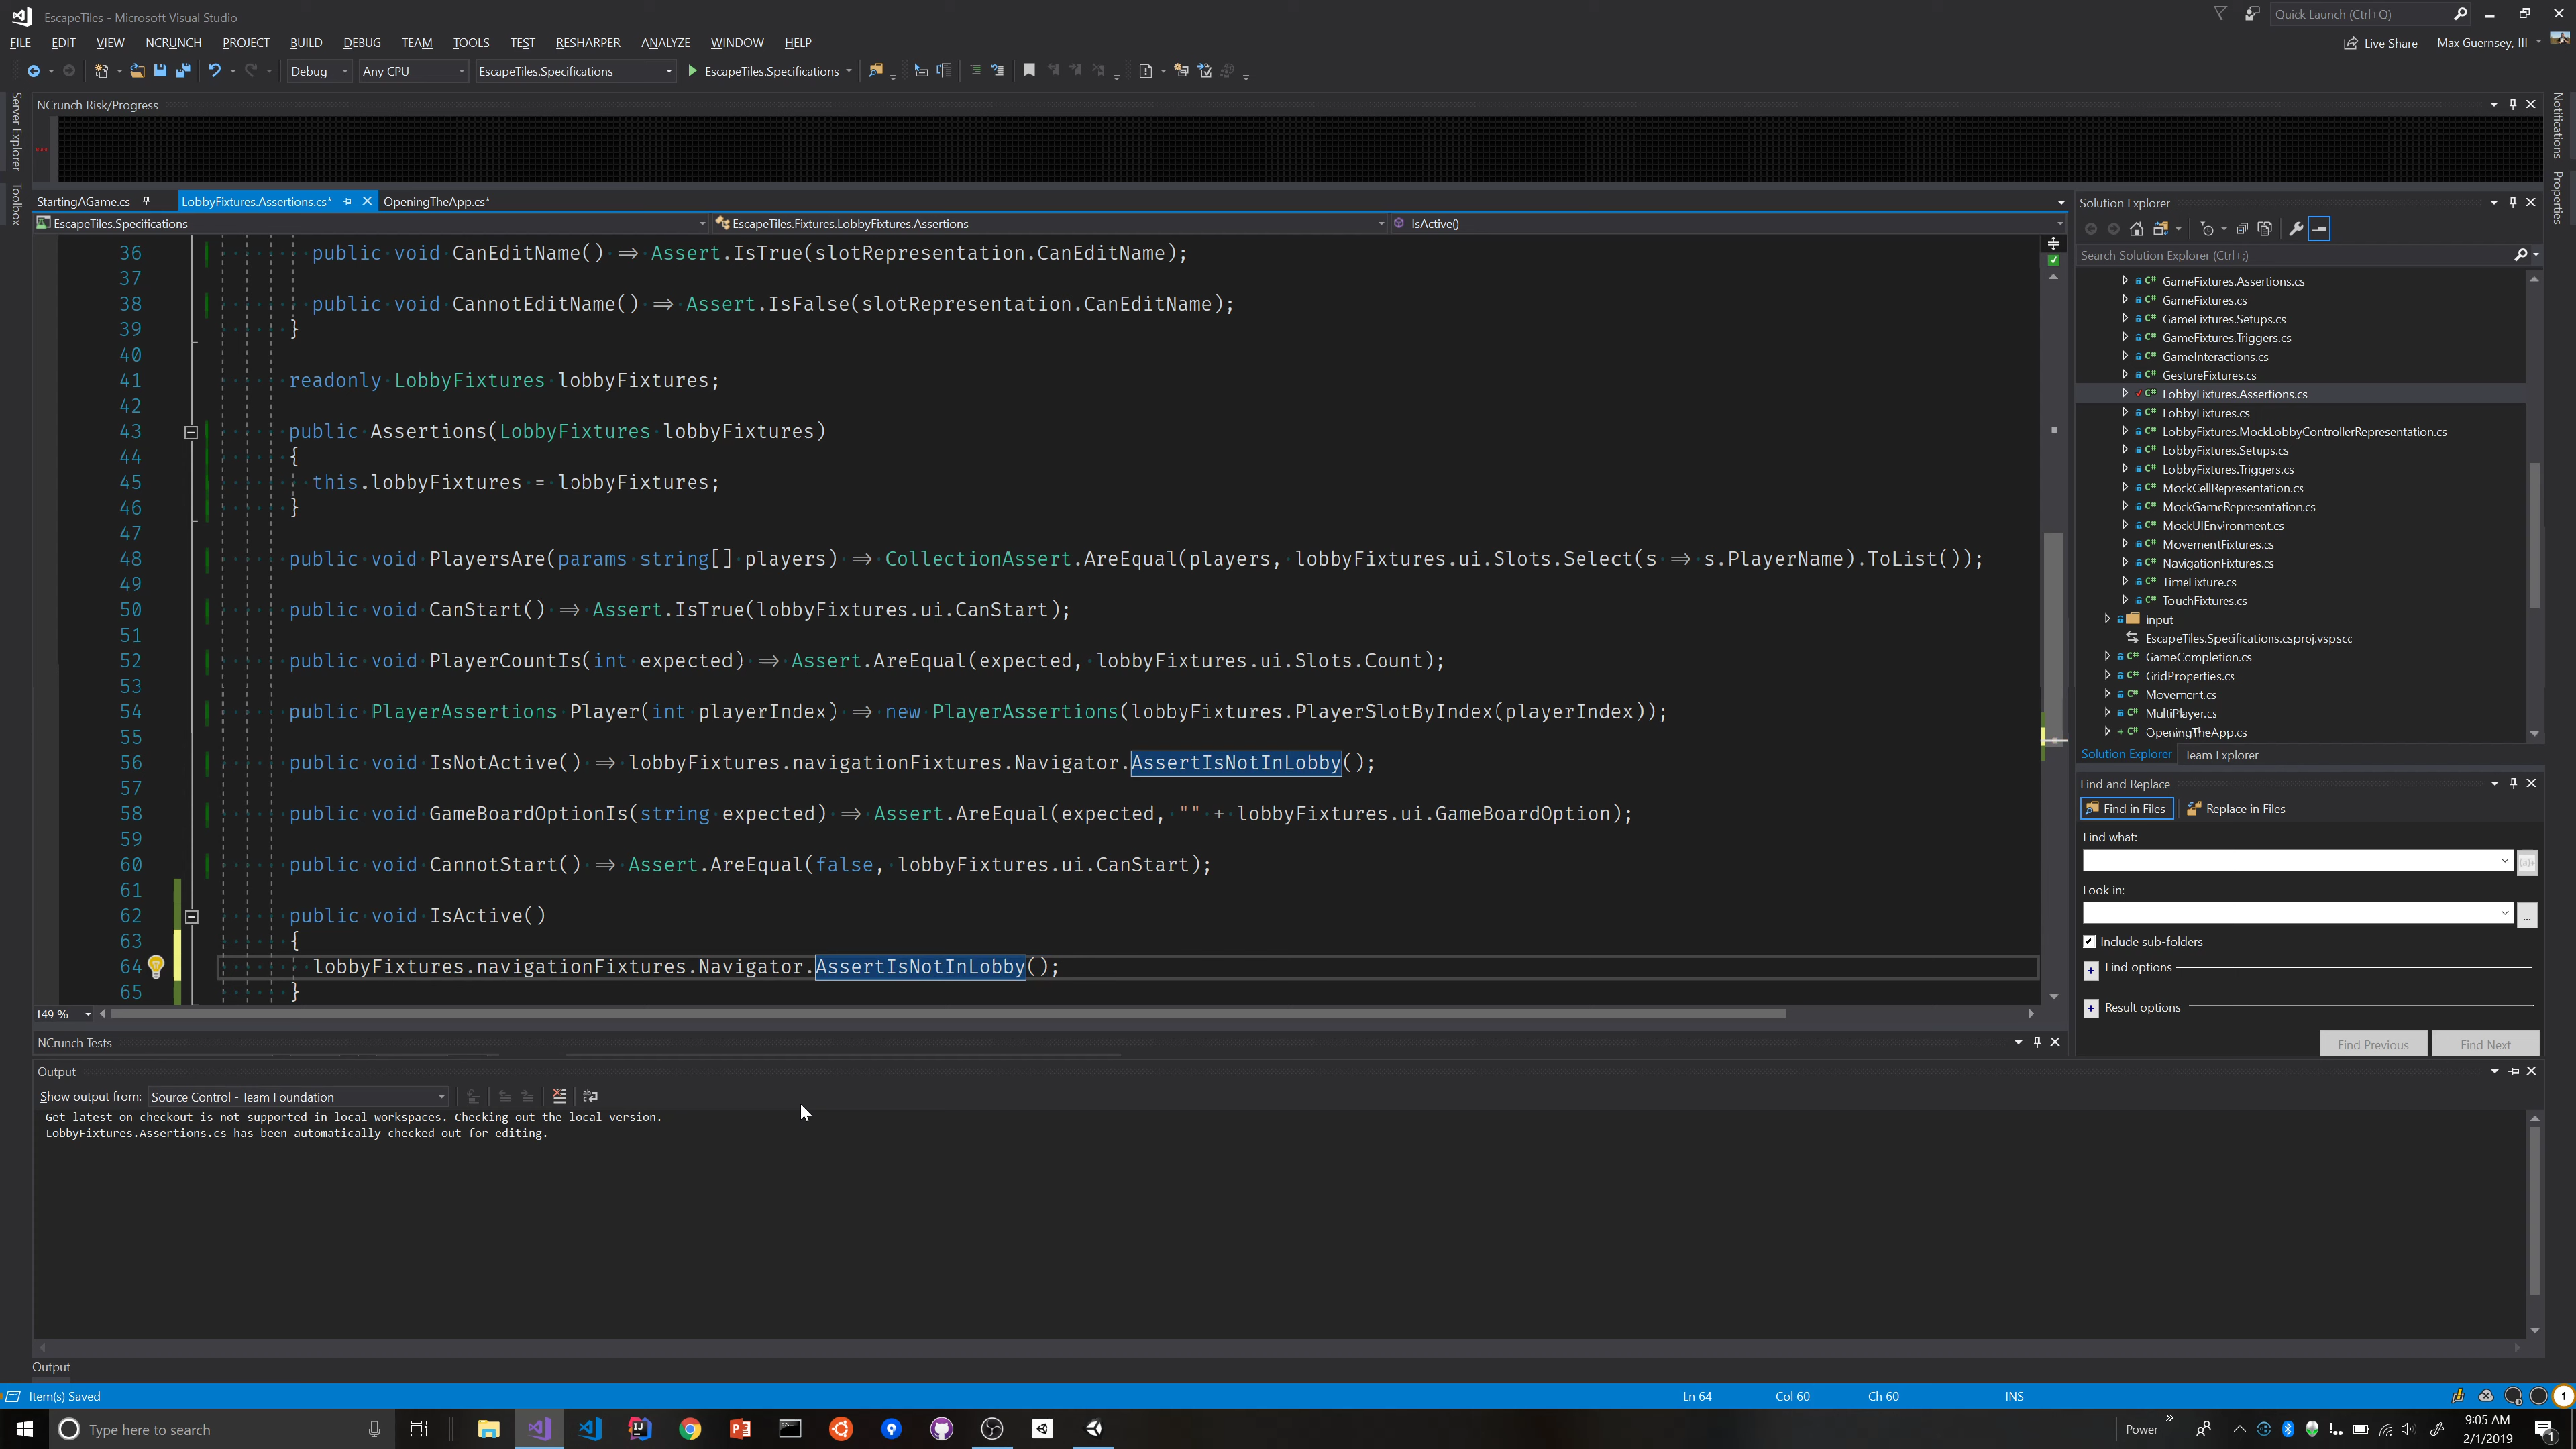 EscapeTiles - Microsoft Visual Studio
Quick Launch (Ctrl+Q)
FILE EDIT VIEW NCRUNCH PROJECT BUILD DEBUG TEAM TOOLS TEST RESHARPER ANALYZE WINDOW HELP
Live Share Max Guernsey, III
Debug Any CPU EscapeTiles.Specifications EscapeTiles.Specifications
Server Explorer
Toolbox
Notifications
Properties
NCrunch Risk/Progress
StartingAGame.cs LobbyFixtures.Assertions.cs* OpeningTheApp.cs*
EscapeTiles.Specifications EscapeTiles.Fixtures.LobbyFixtures.Assertions IsActive()
36 public void CanEditName() => Assert.IsTrue(slotRepresentation.CanEditName);
37
38 public void CannotEditName() => Assert.IsFalse(slotRepresentation.CanEditName);
39 }
40
41 readonly LobbyFixtures lobbyFixtures;
42
43 public Assertions(LobbyFixtures lobbyFixtures)
44 {
45 this.lobbyFixtures = lobbyFixtures;
46 }
47
48 public void PlayersAre(params string[] players) => CollectionAssert.AreEqual(players, lobbyFixtures.ui.Slots.Select(s => s.PlayerName).ToList());
49
50 public void CanStart() => Assert.IsTrue(lobbyFixtures.ui.CanStart);
51
52 public void PlayerCountIs(int expected) => Assert.AreEqual(expected, lobbyFixtures.ui.Slots.Count);
53
54 public PlayerAssertions Player(int playerIndex) => new PlayerAssertions(lobbyFixtures.PlayerSlotByIndex(playerIndex));
55
56 public void IsNotActive() => lobbyFixtures.navigationFixtures.Navigator.AssertIsNotInLobby();
57
58 public void GameBoardOptionIs(string expected) => Assert.AreEqual(expected, "" + lobbyFixtures.ui.GameBoardOption);
59
60 public void CannotStart() => Assert.AreEqual(false, lobbyFixtures.ui.CanStart);
61
62 public void IsActive()
63 {
64 lobbyFixtures.navigationFixtures.Navigator.AssertIsNotInLobby();
65 }
149 %
Solution Explorer
Search Solution Explorer (Ctrl+;)
C# GameFixtures.Assertions.cs
C# GameFixtures.cs
C# GameFixtures.Setups.cs
C# GameFixtures.Triggers.cs
C# GameInteractions.cs
C# GestureFixtures.cs
C# LobbyFixtures.Assertions.cs
C# LobbyFixtures.cs
C# LobbyFixtures.MockLobbyControllerRepresentation.cs
C# LobbyFixtures.Setups.cs
C# LobbyFixtures.Triggers.cs
C# MockCellRepresentation.cs
C# MockGameRepresentation.cs
C# MockUIEnvironment.cs
C# MovementFixtures.cs
C# NavigationFixtures.cs
C# TimeFixture.cs
C# TouchFixtures.cs
Input
EscapeTiles.Specifications.csproj.vspscc
C# GameCompletion.cs
C# GridProperties.cs
C# Movement.cs
C# MultiPlayer.cs
C# OpeningTheApp.cs
Solution Explorer Team Explorer
Find and Replace
Find in Files Replace in Files
Find what:
Look in:
Include sub-folders
Find options
Result options
Find Previous Find Next
NCrunch Tests
Output
Show output from: Source Control - Team Foundation
Get latest on checkout is not supported in local workspaces. Checking out the local version.
LobbyFixtures.Assertions.cs has been automatically checked out for editing.
Output
Item(s) Saved Ln 64 Col 60 Ch 60 INS 1
Type here to search
Power
9:05 AM
2/1/2019
1